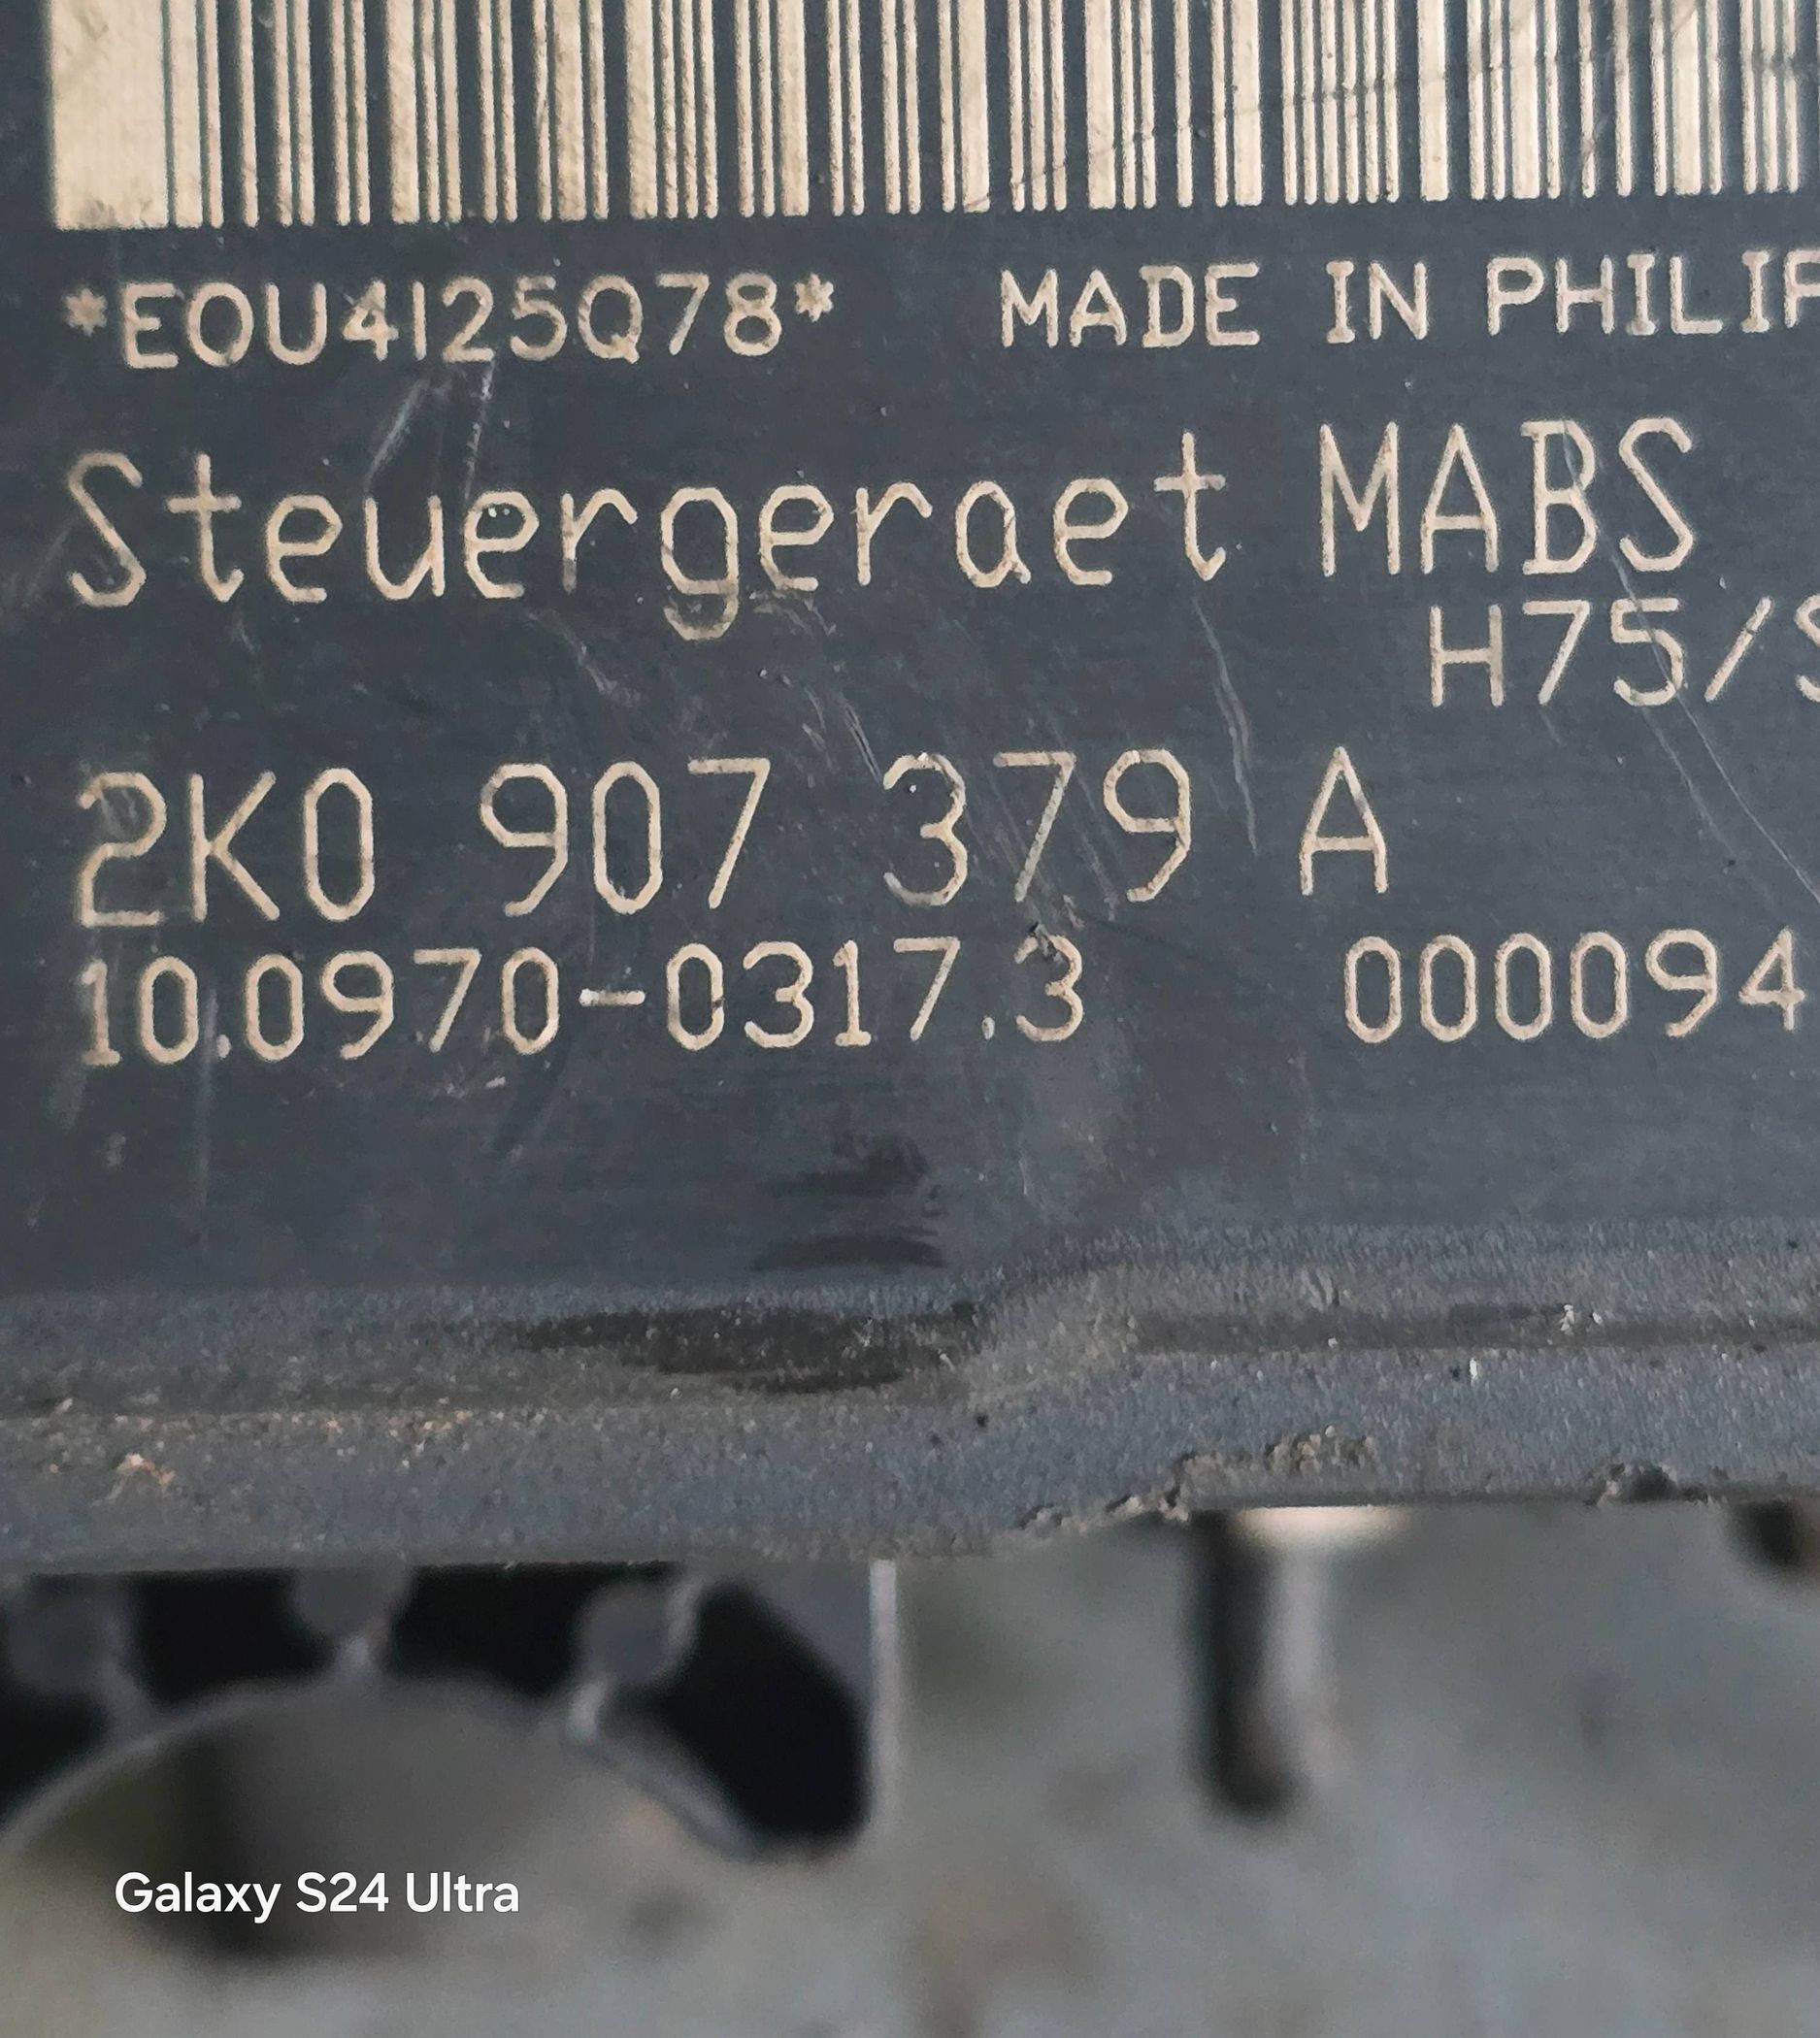 *EOU4125Q78* MADE IN PHILIP
Steuergeraet MABS
H75/S
2K0 907 379 A
10.0970-0317.3 000094
Galaxy S24 Ultra